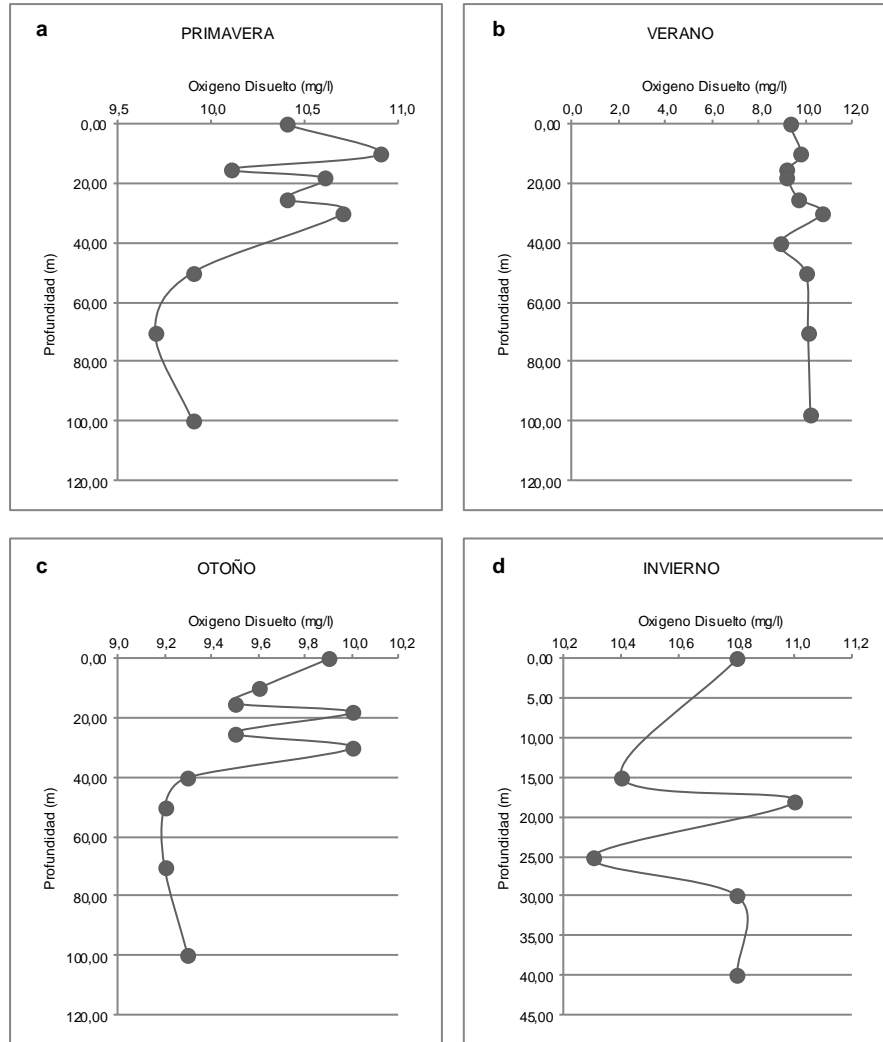 a
PRIMAVERA
Oxigeno Disuelto (mg/l)
9,5 10,0 10,5 11,0
0,00
20,00
40,00
60,00
80,00
100,00
120,00
Profundidad (m)
b
VERANO
Oxigeno Disuelto (mg/l)
0,0 2,0 4,0 6,0 8,0 10,0 12,0
0,00
20,00
40,00
60,00
80,00
100,00
120,00
Profundidad (m)
c
OTOÑO
Oxigeno Disuelto (mg/l)
9,0 9,2 9,4 9,6 9,8 10,0 10,2
0,00
20,00
40,00
60,00
80,00
100,00
120,00
Profundidad (m)
d
INVIERNO
Oxigeno Disuelto (mg/l)
10,2 10,4 10,6 10,8 11,0 11,2
0,00
5,00
10,00
15,00
20,00
25,00
30,00
35,00
40,00
45,00
Profundidad (m)